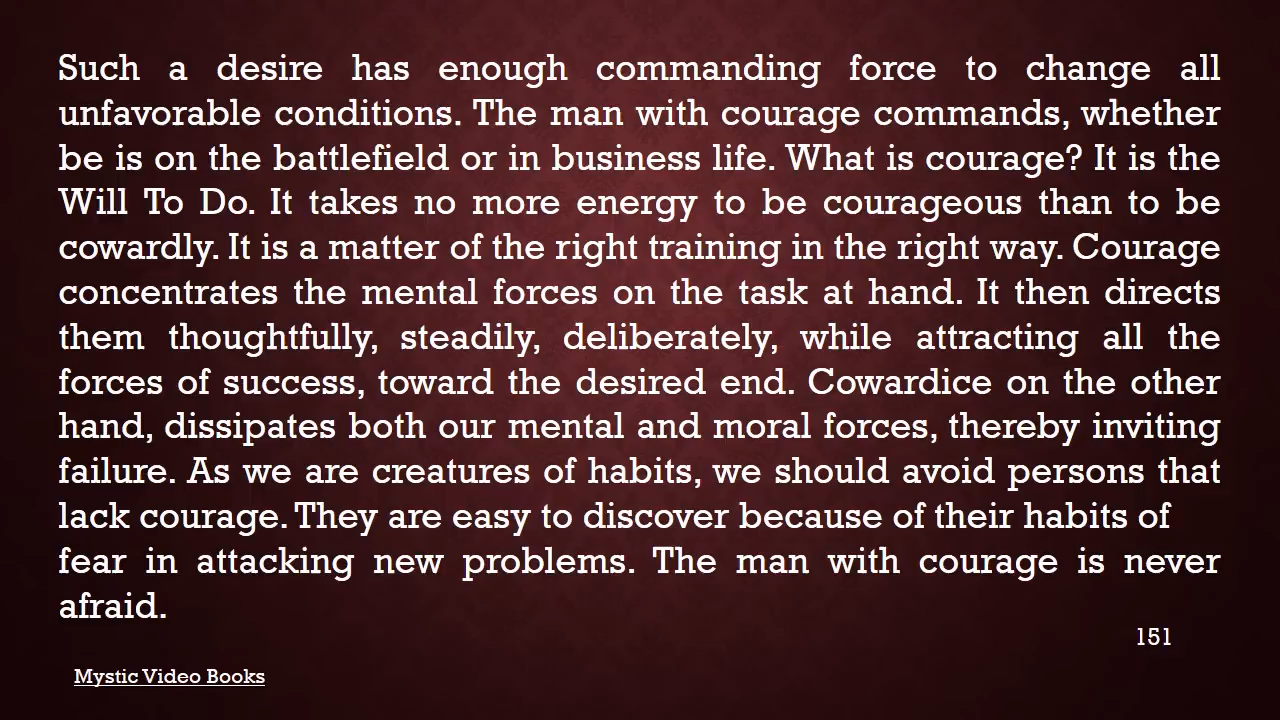 Such a desire has enough commanding force to change all
unfavorable conditions. The man with courage commands, whether
be is on the battlefield or in business life. What is courage? It is the
Will To Do. It takes no more energy to be courageous than to be
cowardly. It is a matter of the right training in the right way. Courage
concentrates the mental forces on the task at hand. It then directs
them thoughtfully, steadily, deliberately, while attracting all the
forces of success, toward the desired end. Cowardice on the other
hand, dissipates both our mental and moral forces, thereby inviting
failure. As we are creatures of habits, we should avoid persons that
lack courage. They are easy to discover because of their habits of
fear in attacking new problems. The man with courage is never
afraid.
151
Mystic Video Books